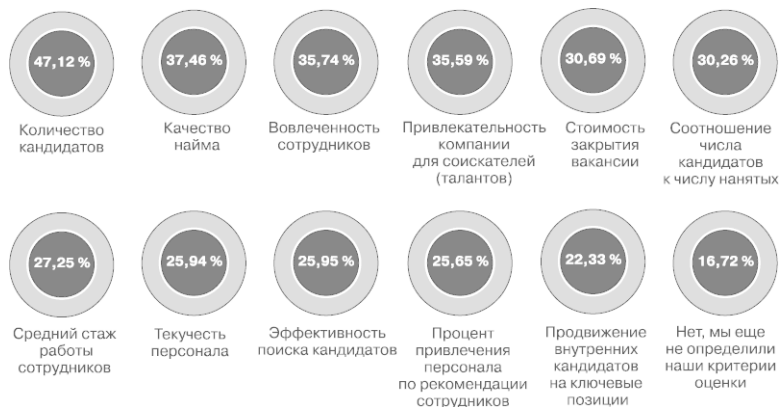 47,12 %
Количество
кандидатов
37,46 %
Качество
найма
35,74 %
Вовлеченность
сотрудников
35,59 %
Привлекательность
компании
для соискателей
(талантов)
30,69 %
Стоимость
закрытия
вакансии
30,26 %
Соотношение
числа
кандидатов
к числу нанятых
27,25 %
Средний стаж
работы
сотрудников
25,94 %
Текучесть
персонала
25,95 %
Эффективность
поиска кандидатов
25,65 %
Процент
привлечения
персонала
по рекомендации
сотрудников
22,33 %
Продвижение
внутренних
кандидатов
на ключевые
позиции
16,72 %
Нет, мы еще
не определили
наши критерии
оценки